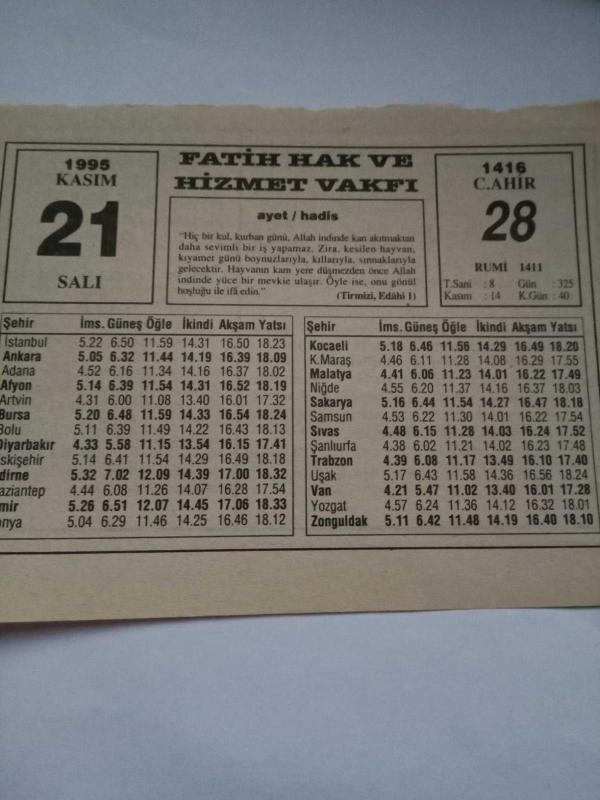 1995
KASIM
21
SALI
FATİH HAK VE
HİZMET VAKFI
ayet / hadis
"Hiç bir kul, kurban günü, Allah indinde kan akıtmaktan
daha sevimli bir iş yapamaz. Zira, kesilen hayvan,
kıyamet günü boynuzlarıyla, kıllarıyla, sınnaklarıyla
gelecektir. Hayvanın kanı yere düşmezden önce Allah
indinde yüce bir mevkie ulaşır. Öyle ise, onu gönül
hoşluğu ile ifâ edin."
(Tirmizi, Edâhi 1)
1416
C.AHİR
28
RUMİ 1411
T.Sani : 8 Gün : 325
Kasım : 14 K.Gün : 40
Şehir İms. Güneş Öğle İkindi Akşam Yatsı
İstanbul 5.22 6.50 11.59 14.31 16.50 18.23
Ankara 5.05 6.32 11.44 14.19 16.39 18.09
Adana 4.52 6.16 11.34 14.16 16.37 18.02
Afyon 5.14 6.39 11.54 14.31 16.52 18.19
Artvin 4.31 6.00 11.08 13.40 16.01 17.32
Bursa 5.20 6.48 11.59 14.33 16.54 18.24
Bolu 5.11 6.39 11.49 14.22 16.43 18.13
Diyarbakır 4.33 5.58 11.15 13.54 16.15 17.41
skişehir 5.14 6.41 11.54 14.29 16.49 18.18
dirne 5.32 7.02 12.09 14.39 17.00 18.32
aziantep 4.44 6.08 11.26 14.07 16.28 17.54
mir 5.26 6.51 12.07 14.45 17.06 18.33
nya 5.04 6.29 11.46 14.25 16.46 18.12
Şehir İms. Güneş Öğle İkindi Akşam Yatsı
Kocaeli 5.18 6.46 11.56 14.29 16.49 18.20
K.Maraş 4.46 6.11 11.28 14.08 16.29 17.55
Malatya 4.41 6.06 11.23 14.01 16.22 17.49
Niğde 4.55 6.20 11.37 14.16 16.37 18.03
Sakarya 5.16 6.44 11.54 14.27 16.47 18.18
Samsun 4.53 6.22 11.30 14.01 16.22 17.54
Sıvas 4.48 6.15 11.28 14.03 16.24 17.52
Şanlıurfa 4.38 6.02 11.21 14.02 16.23 17.48
Trabzon 4.39 6.08 11.17 13.49 16.10 17.40
Uşak 5.17 6.43 11.58 14.36 16.56 18.24
Van 4.21 5.47 11.02 13.40 16.01 17.28
Yozgat 4.57 6.24 11.36 14.12 16.32 18.01
Zonguldak 5.11 6.42 11.48 14.19 16.40 18.10